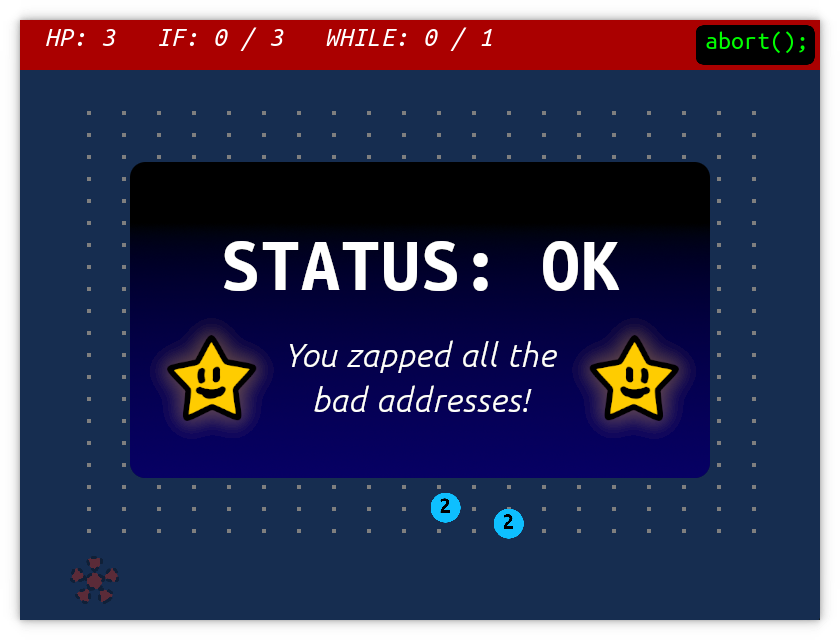 HP: 3 IF: 0 / 3 WHILE: 0 / 1 abort();
STATUS: OK
You zapped all the
bad addresses!
2
2